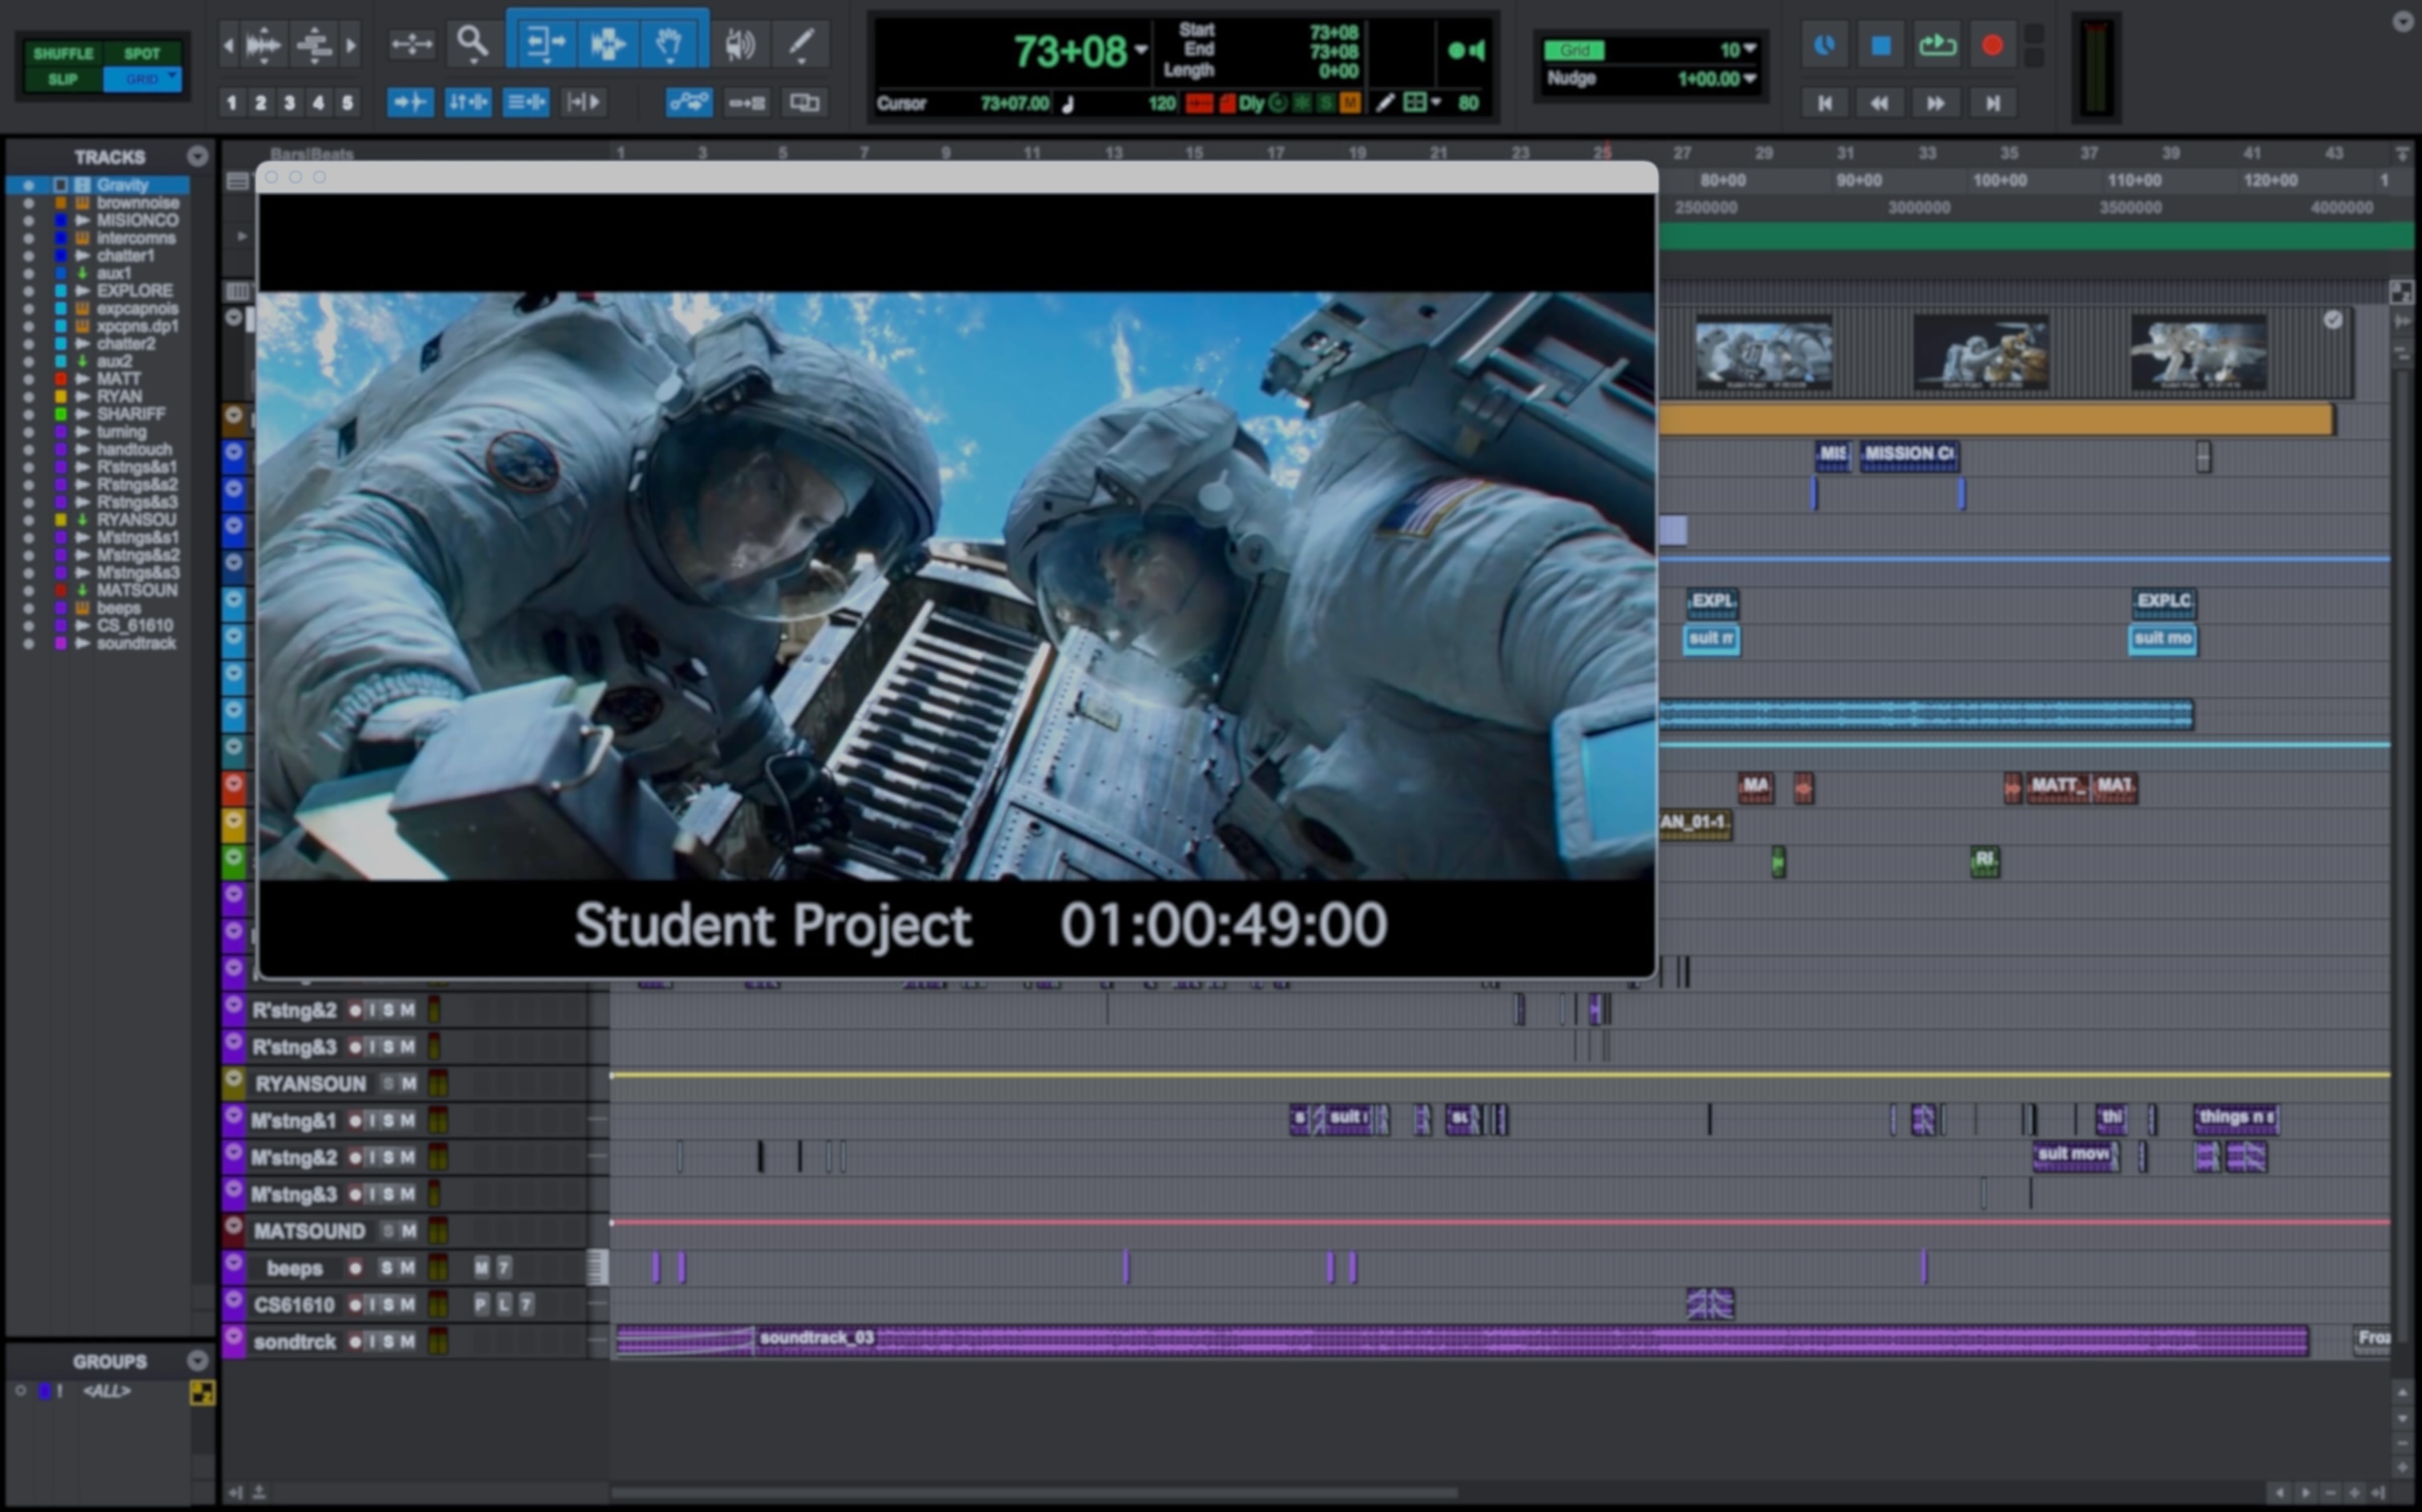 SHUFFLE SPOT
SLIP GRID
1 2 3 4 5
73+08
Start 73+08
End 73+08
Length 0+00
Cursor 73+07.00 120 Dly S M 80
Grid 10
Nudge 1+00.00
TRACKS
Gravity
brownnoise
MISIONCO
intercomns
chatter1
aux1
EXPLORE
expcapnois
xpcpns.dp1
chatter2
aux2
MATT
RYAN
SHARIFF
turning
handtouch
R'stngs&s1
R'stngs&s2
R'stngs&s3
RYANSOU
M'stngs&s1
M'stngs&s2
M'stngs&s3
MATSOUN
beeps
CS_61610
soundtrack
GROUPS
! <ALL>
Bars|Beats 1 3 5 7 9 11 13 15 17 19 21 23 25 27 29 31 33 35 37 39 41 43
80+00 90+00 100+00 110+00 120+00 1
2500000 3000000 3500000 4000000
MIS MISSION C
EXPL EXPLC
suit m suit mo
MA MATT_ MAT
AN_01-1
RI
Student Project 01:00:49:00
R'stng&2 I S M
R'stng&3 I S M
RYANSOUN S M
M'stng&1 I S M s suit su thi things n s
M'stng&2 I S M suit move
M'stng&3 I S M
MATSOUND S M
beeps S M M 7
CS61610 I S M P L 7
sondtrck I S M soundtrack_03 Froz